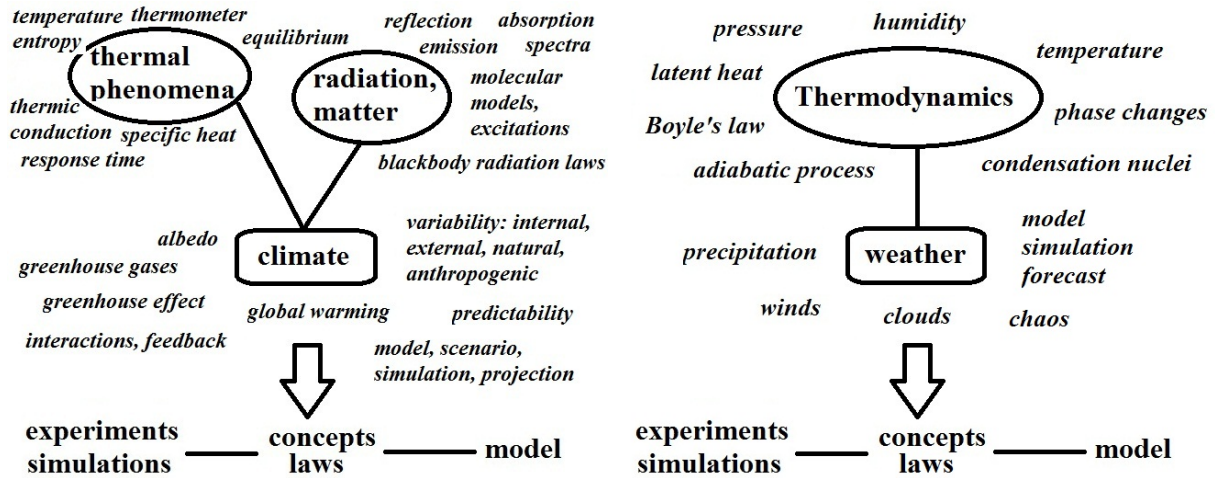 temperature thermometer
entropy
equilibrium
thermal
phenomena
thermic
conduction specific heat
response time
reflection
absorption
emission
spectra
radiation,
matter
molecular
models,
excitations
blackbody radiation laws
albedo
climate
variability: internal,
external, natural,
anthropogenic
greenhouse gases
greenhouse effect
global warming
predictability
interactions, feedback
model, scenario,
simulation, projection
experiments
simulations
concepts
laws
model
pressure
humidity
temperature
latent heat
Thermodynamics
phase changes
Boyle's law
adiabatic process
condensation nuclei
precipitation
weather
model
simulation
forecast
winds
clouds
chaos
experiments
simulations
concepts
laws
model